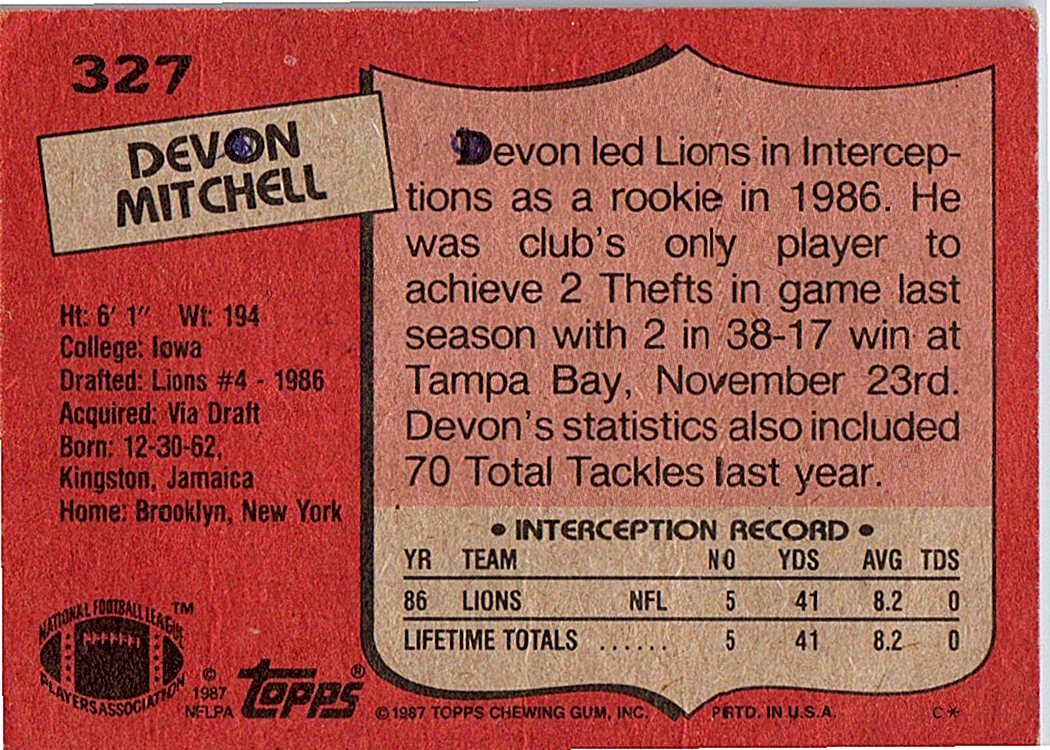 327
DEVON
MITCHELL
Ht: 6' 1" Wt: 194
College: Iowa
Drafted: Lions #4 - 1986
Acquired: Via Draft
Born: 12-30-62,
Kingston, Jamaica
Home: Brooklyn, New York
Devon led Lions in Intercep-
tions as a rookie in 1986. He
was club's only player to
achieve 2 Thefts in game last
season with 2 in 38-17 win at
Tampa Bay, November 23rd.
Devon's statistics also included
70 Total Tackles last year.
• INTERCEPTION RECORD •
YR TEAM NO YDS AVG TDS
86 LIONS NFL 5 41 8.2 0
LIFETIME TOTALS ...... 5 41 8.2 0
NATIONAL FOOTBALL LEAGUE ™
PLAYERS ASSOCIATION
© 1987 NFLPA
Topps®
© 1987 TOPPS CHEWING GUM, INC. PRTD. IN U.S.A. C*